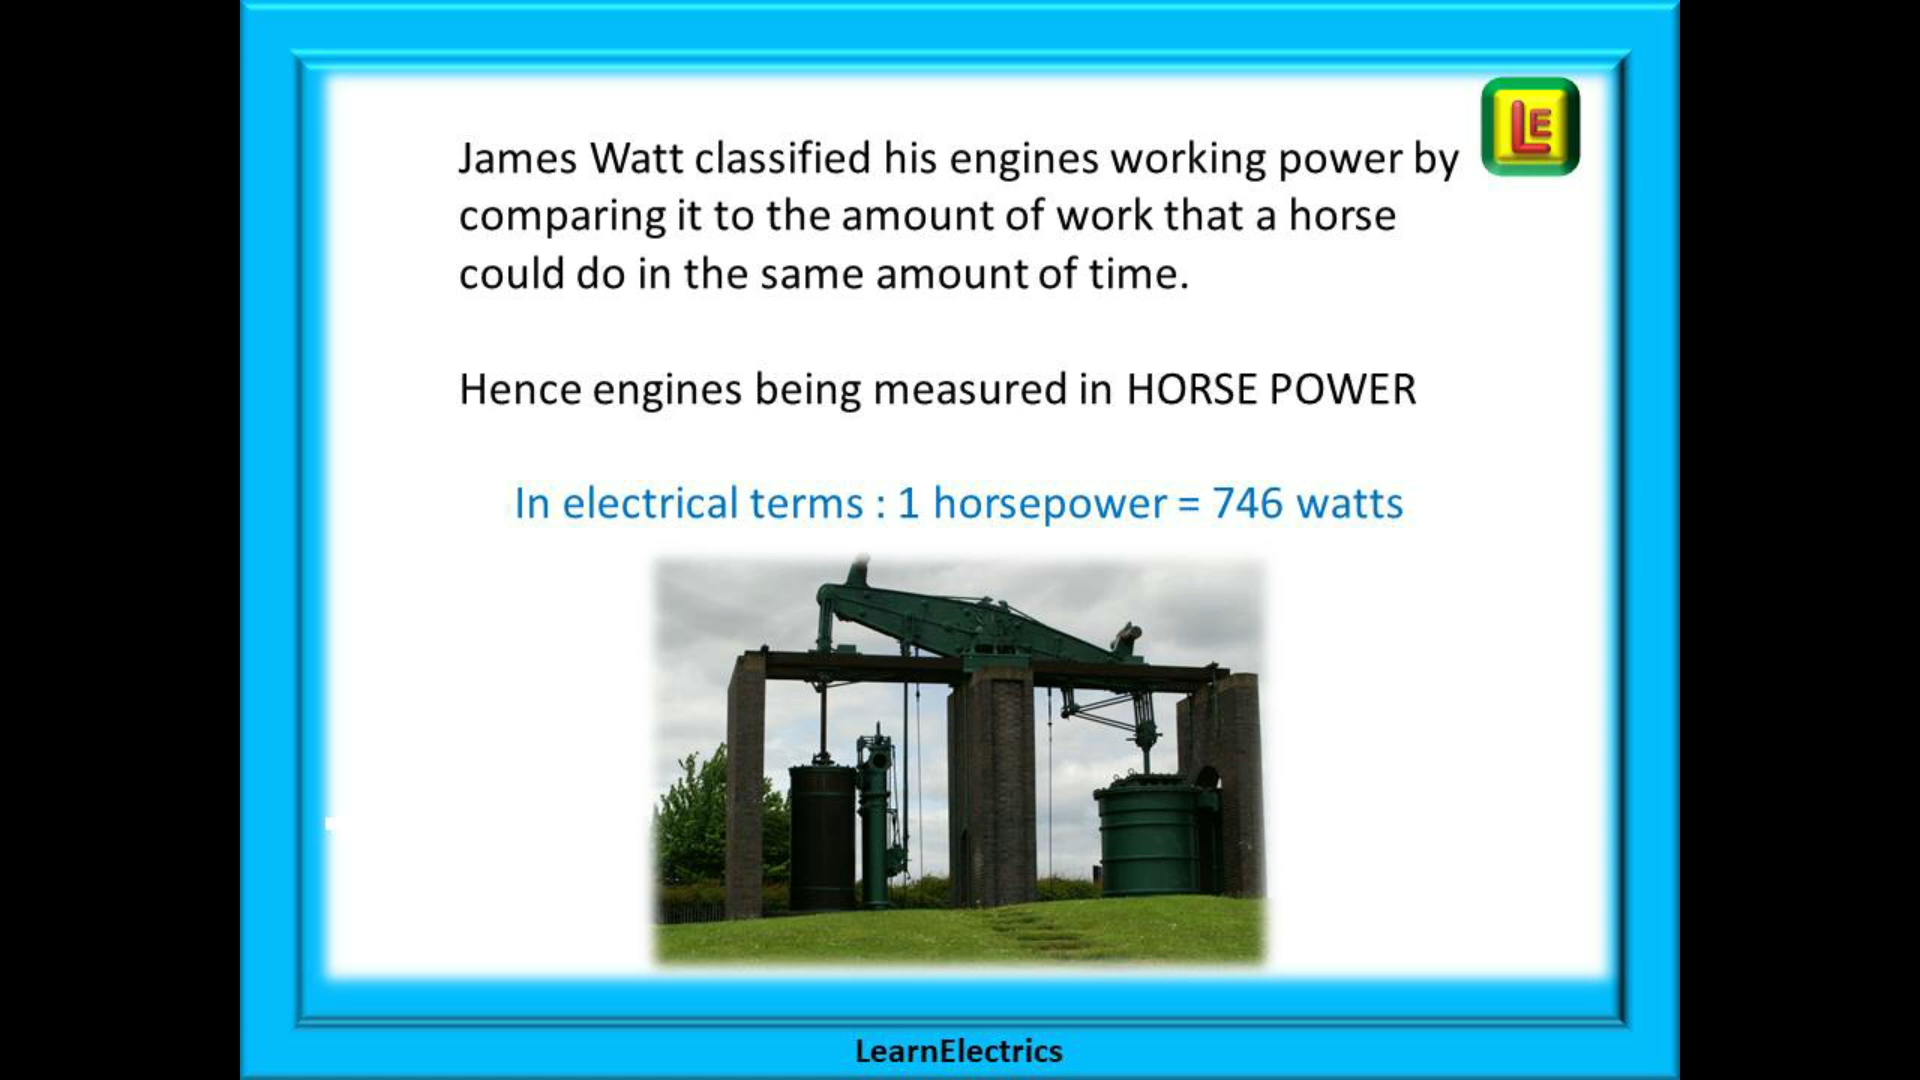 LE
James Watt classified his engines working power by
comparing it to the amount of work that a horse
could do in the same amount of time.
Hence engines being measured in HORSE POWER
In electrical terms : 1 horsepower = 746 watts
LearnElectrics